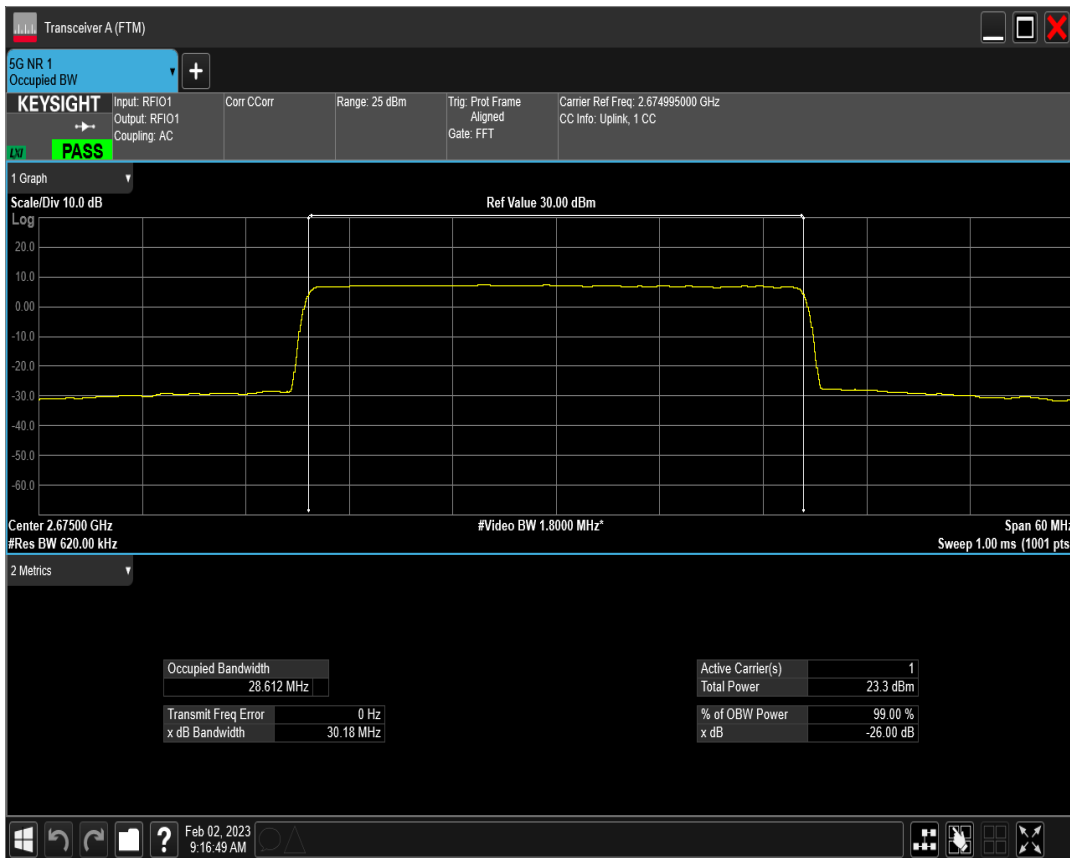 Transceiver A (FTM)
5G NR 1
Occupied BW
+
KEYSIGHT
LXI
PASS
Input: RFIO1
Output: RFIO1
Coupling: AC
Corr CCorr
Range: 25 dBm
Trig: Prot Frame
Aligned
Gate: FFT
Carrier Ref Freq: 2.674995000 GHz
CC Info: Uplink, 1 CC
1 Graph
Scale/Div 10.0 dB
Ref Value 30.00 dBm
Log
20.0
10.0
0.00
-10.0
-20.0
-30.0
-40.0
-50.0
-60.0
Center 2.67500 GHz
#Video BW 1.8000 MHz*
Span 60 MHz
#Res BW 620.00 kHz
Sweep 1.00 ms (1001 pts
2 Metrics
Occupied Bandwidth
28.612 MHz
Transmit Freq Error 0 Hz
x dB Bandwidth 30.18 MHz
Active Carrier(s) 1
Total Power 23.3 dBm
% of OBW Power 99.00 %
x dB -26.00 dB
?
Feb 02, 2023
9:16:49 AM